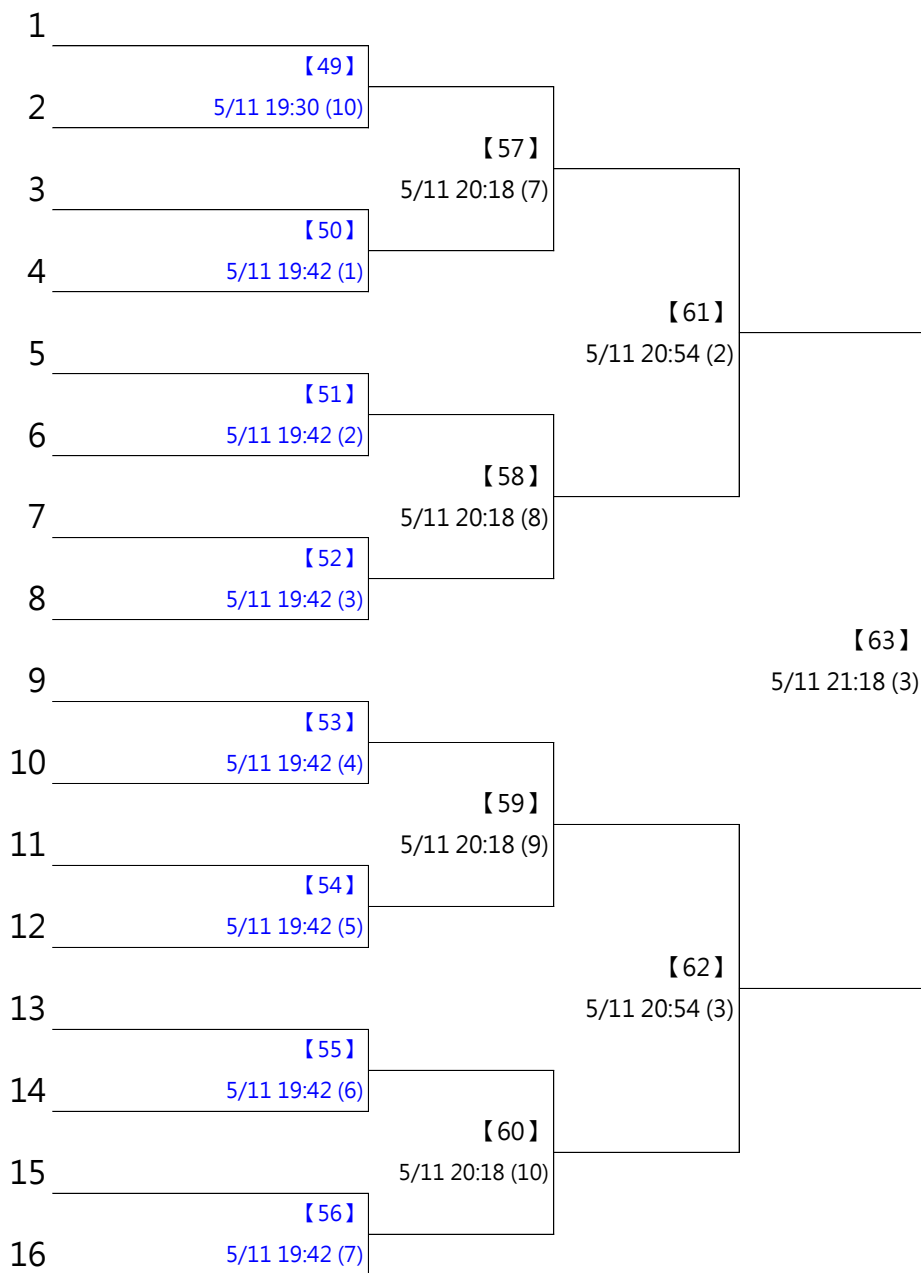 1
【49】
2
5/11 19:30 (10)
【57】
3
5/11 20:18 (7)
【50】
4
5/11 19:42 (1)
【61】
5
5/11 20:54 (2)
【51】
6
5/11 19:42 (2)
【58】
7
5/11 20:18 (8)
【52】
8
5/11 19:42 (3)
【63】
9
5/11 21:18 (3)
【53】
10
5/11 19:42 (4)
【59】
11
5/11 20:18 (9)
【54】
12
5/11 19:42 (5)
【62】
13
5/11 20:54 (3)
【55】
14
5/11 19:42 (6)
【60】
15
5/11 20:18 (10)
【56】
16
5/11 19:42 (7)